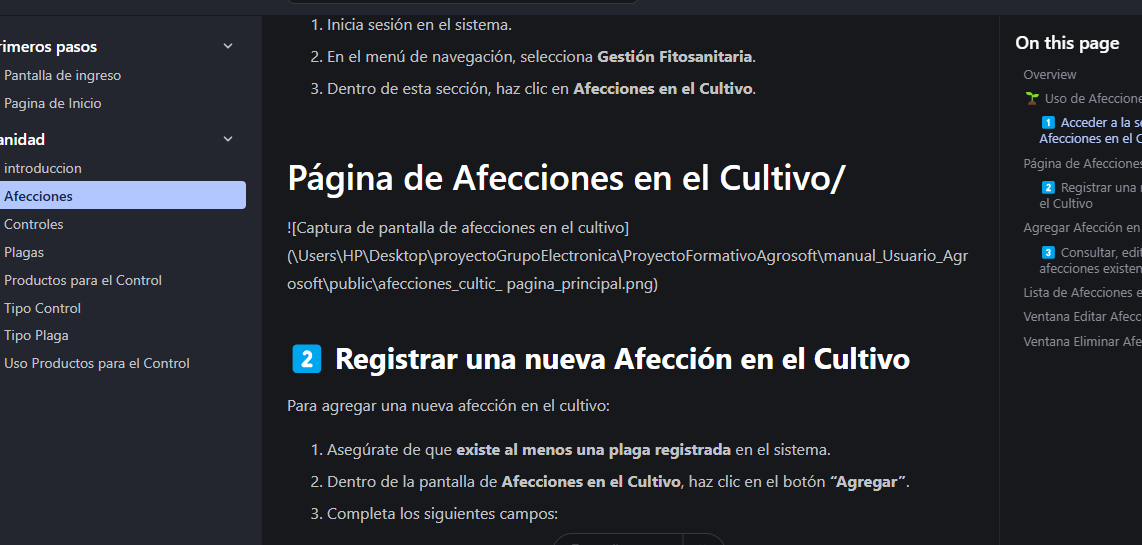 Pantalla de ingreso
Pagina de Inicio
introduccion
Afecciones
Controles
Plagas
Productos para el Control
Tipo Control
Tipo Plaga
Uso Productos para el Control
1. Inicia sesión en el sistema.
2. En el menú de navegación, selecciona Gestión Fitosanitaria.
3. Dentro de esta sección, haz clic en Afecciones en el Cultivo.
Página de Afecciones en el Cultivo/
![Captura de pantalla de afecciones en el cultivo]
(\Users\HP\Desktop\proyectoGrupoElectronica\ProyectoFormativoAgrosoft\manual_Usuario_Agr
osoft\public\afecciones_cultic_ pagina_principal.png)
2 Registrar una nueva Afección en el Cultivo
Para agregar una nueva afección en el cultivo:
1. Asegúrate de que existe al menos una plaga registrada en el sistema.
2. Dentro de la pantalla de Afecciones en el Cultivo, haz clic en el botón “Agregar”.
3. Completa los siguientes campos:
On this page
Overview
Uso de Afeccione
1 Acceder a la s
Afecciones en el C
Página de Afecciones
2 Registrar una
el Cultivo
Agregar Afección en
3 Consultar, edit
afecciones existen
Lista de Afecciones e
Ventana Editar Afecc
Ventana Eliminar Afe